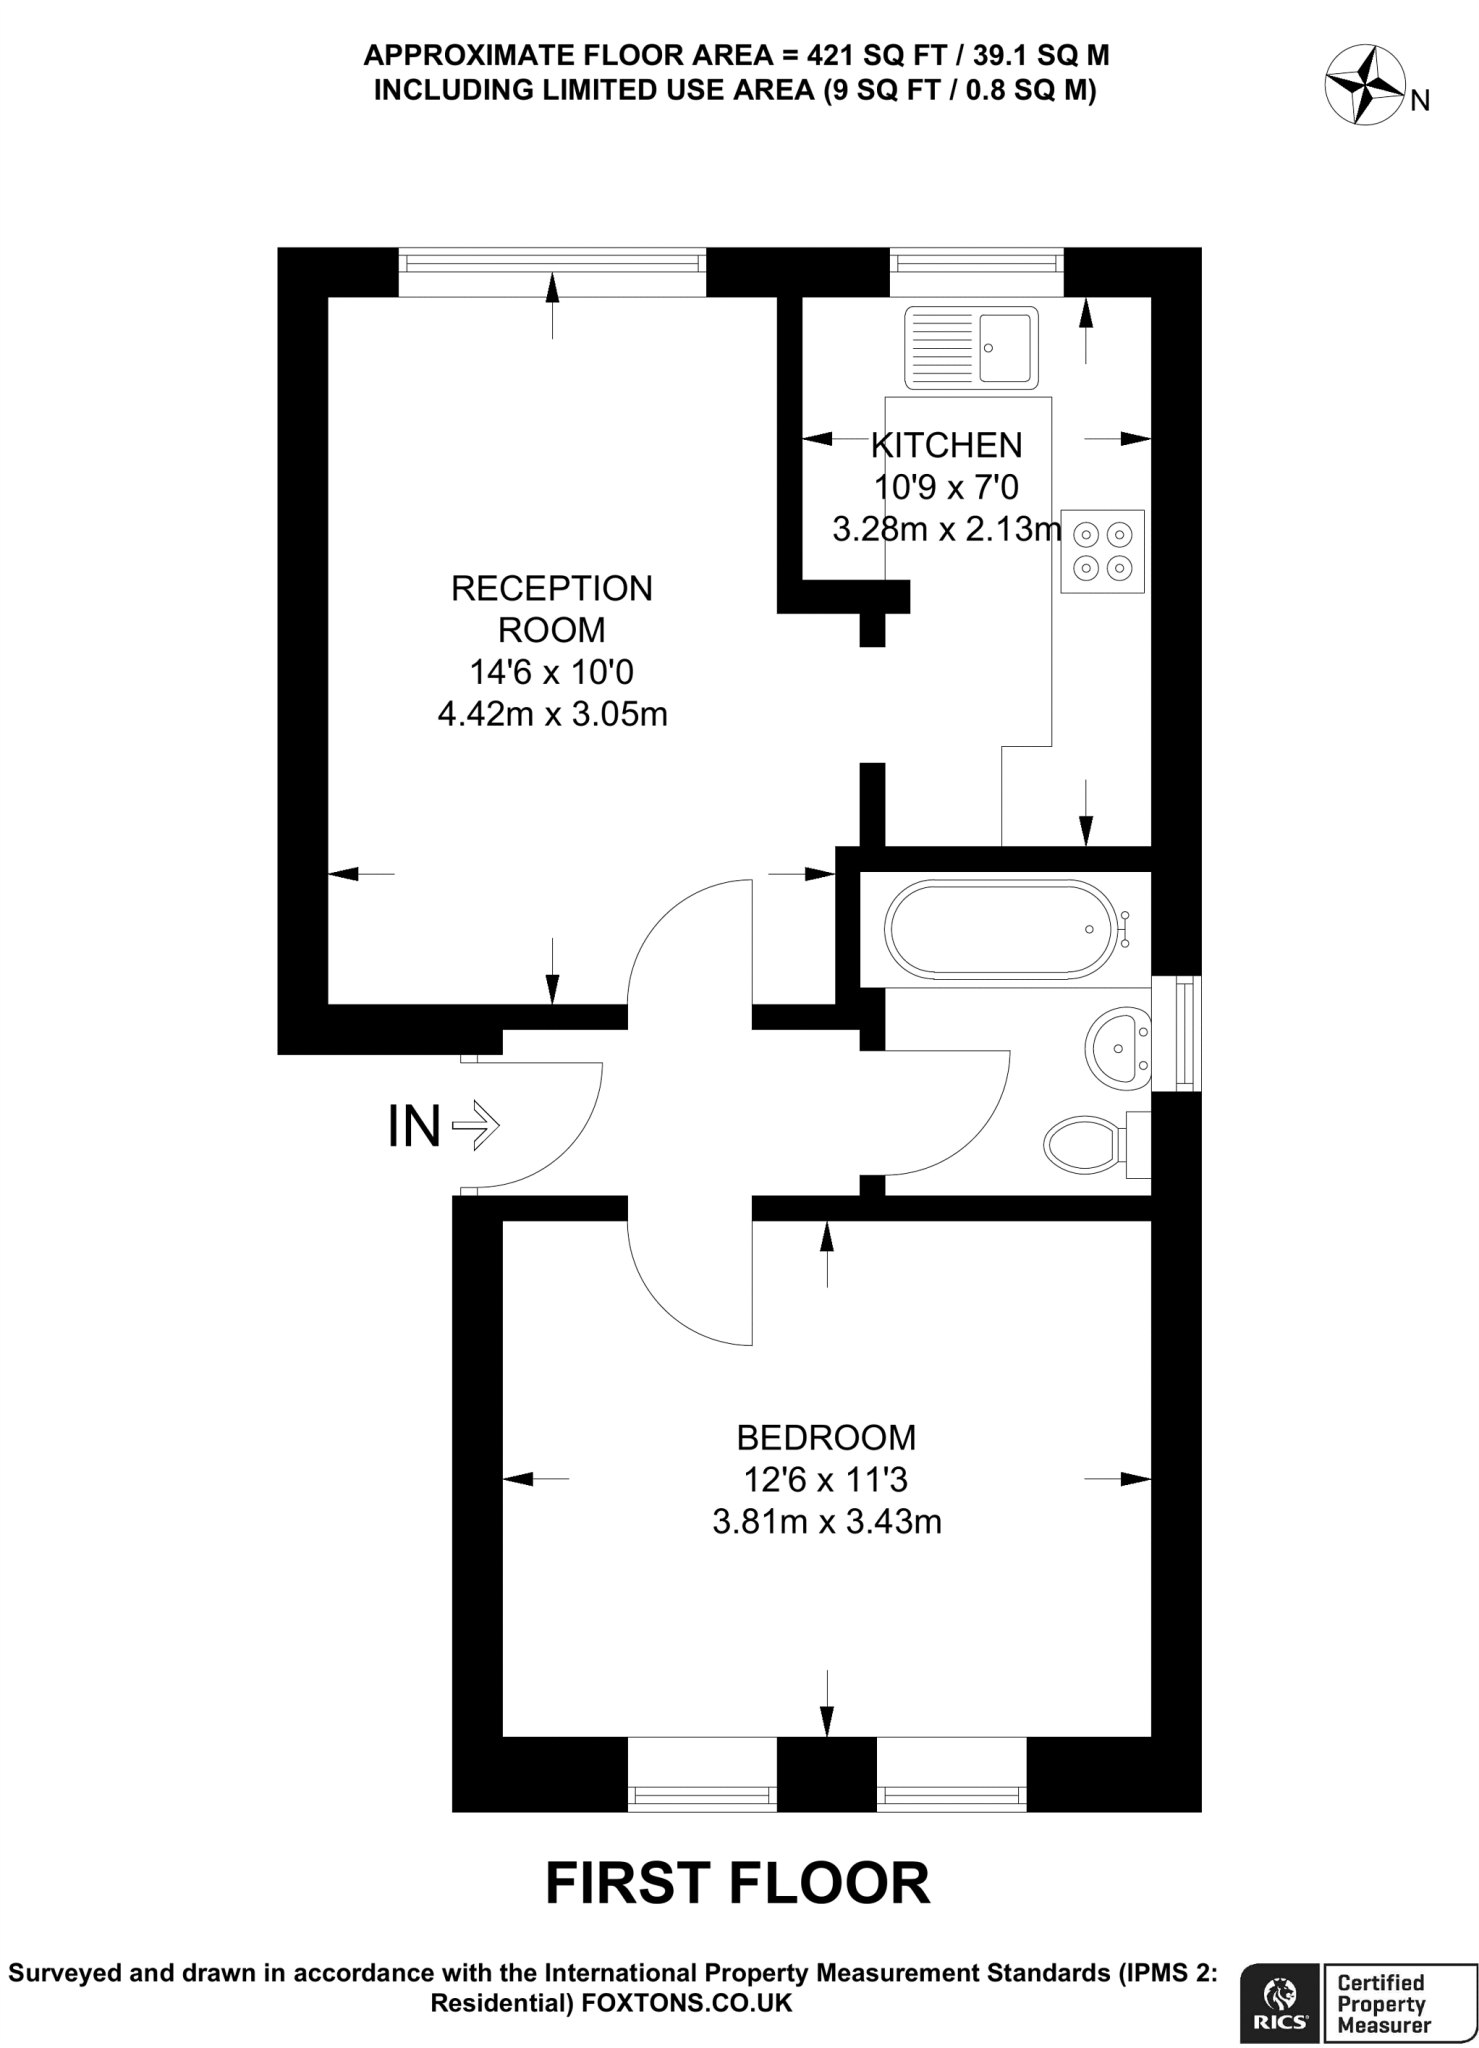 APPROXIMATE FLOOR AREA = 421 SQ FT / 39.1 SQ M
INCLUDING LIMITED USE AREA (9 SQ FT / 0.8 SQ M)
N
KITCHEN
10'9 x 7'0
3.28m x 2.13m
RECEPTION
ROOM
14'6 x 10'0
4.42m x 3.05m
IN
BEDROOM
12'6 x 11'3
3.81m x 3.43m
FIRST FLOOR
Surveyed and drawn in accordance with the International Property Measurement Standards (IPMS 2:
Residential) FOXTONS.CO.UK
RICS
Certified
Property
Measurer